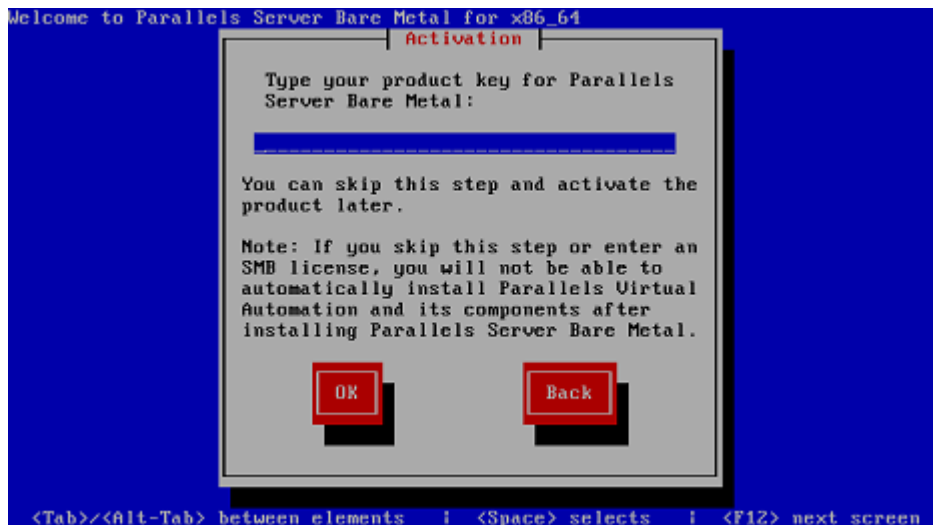 Welcome to Parallels Server Bare Metal for x86_64
Activation
Type your product key for Parallels
Server Bare Metal:
You can skip this step and activate the
product later.
Note: If you skip this step or enter an
SMB license, you will not be able to
automatically install Parallels Virtual
Automation and its components after
installing Parallels Server Bare Metal.
OK
Back
<Tab>/<Alt-Tab> between elements | <Space> selects | <F12> next screen